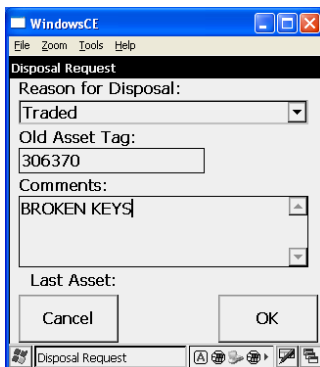 WindowsCE
File Zoom Tools Help
Disposal Request
Reason for Disposal:
Traded
Old Asset Tag:
306370
Comments:
BROKEN KEYS
Last Asset:
Cancel OK
Disposal Request A